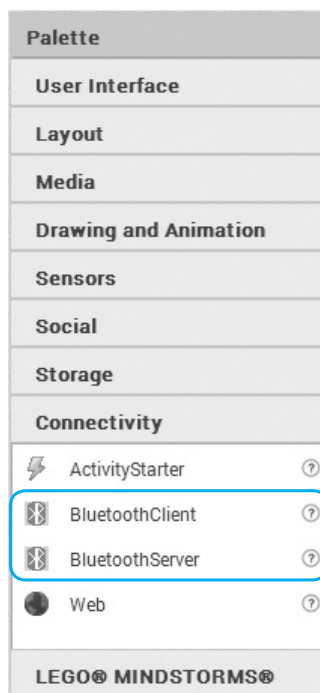 Palette
User Interface
Layout
Media
Drawing and Animation
Sensors
Social
Storage
Connectivity
ActivityStarter ?
BluetoothClient ?
BluetoothServer ?
Web ?
LEGO® MINDSTORMS®